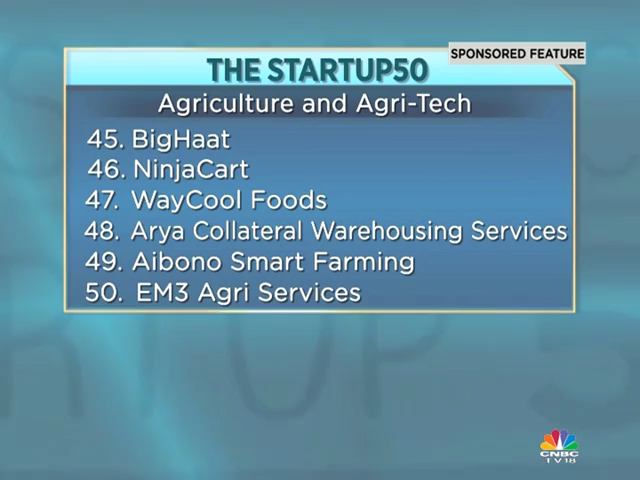 SPONSORED FEATURE
THE STARTUP50
Agriculture and Agri-Tech
45. BigHaat
46. NinjaCart
47. WayCool Foods
48. Arya Collateral Warehousing Services
49. Aibono Smart Farming
50. EM3 Agri Services
CNBC
TV18